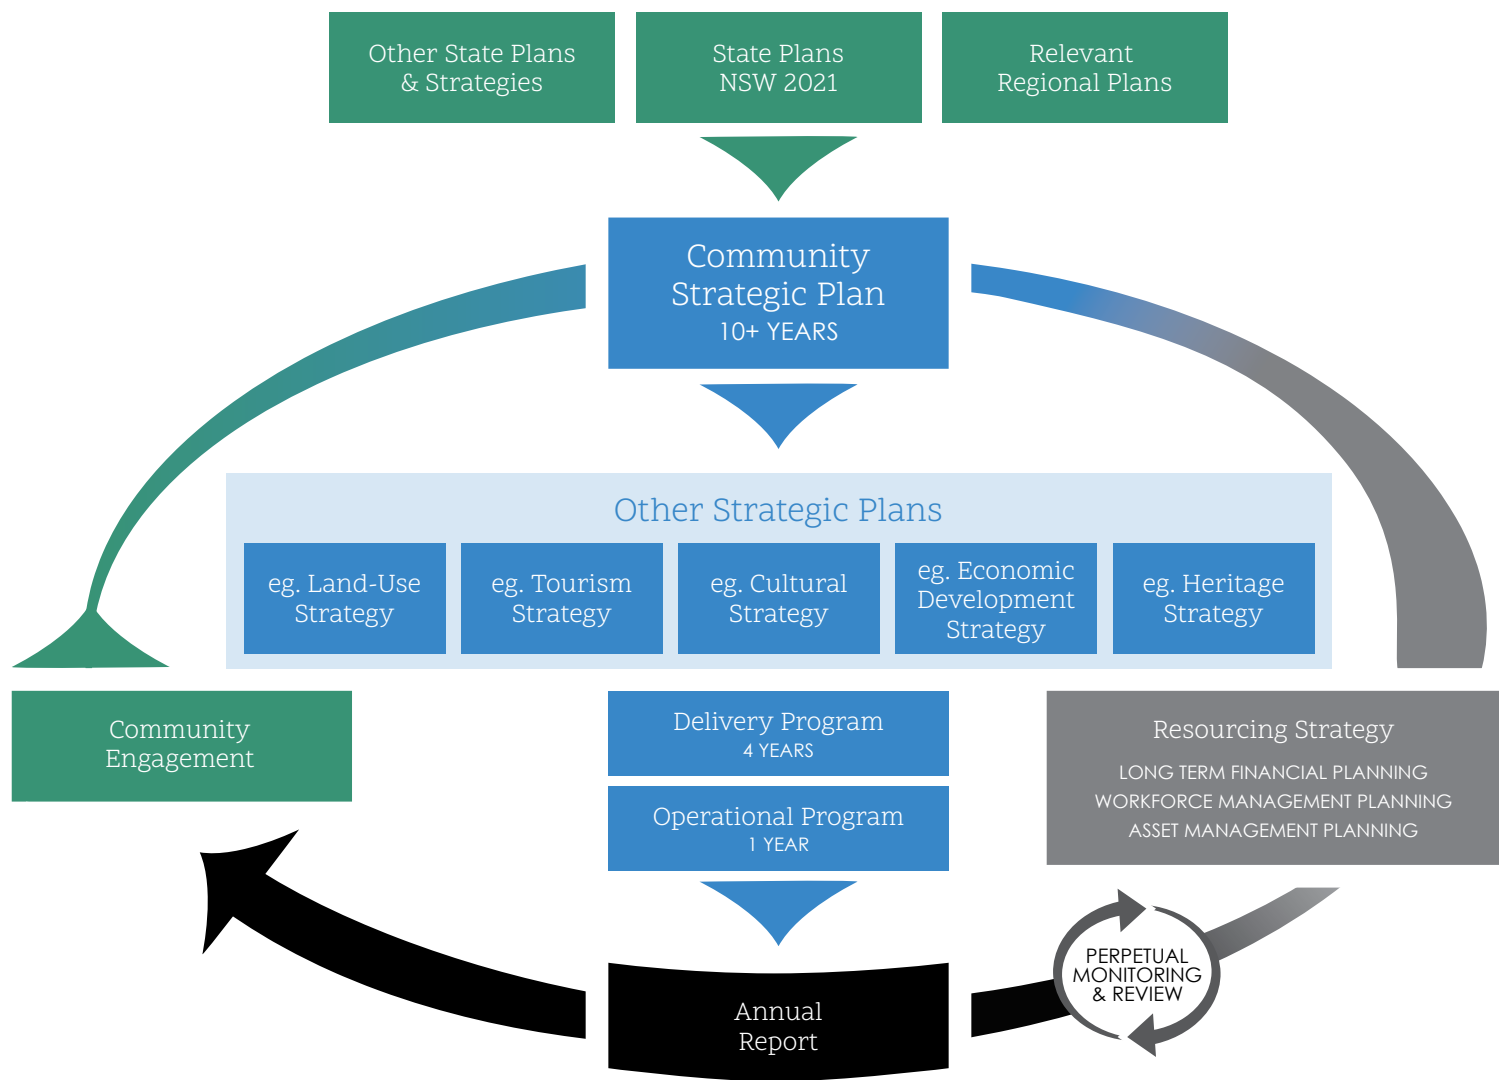 Other State Plans
& Strategies
State Plans
NSW 2021
Relevant
Regional Plans
Community
Strategic Plan
10+ YEARS
Other Strategic Plans
eg. Land-Use
Strategy
eg. Tourism
Strategy
eg. Cultural
Strategy
eg. Economic
Development
Strategy
eg. Heritage
Strategy
Community
Engagement
Delivery Program
4 YEARS
Operational Program
1 YEAR
Resourcing Strategy
LONG TERM FINANCIAL PLANNING
WORKFORCE MANAGEMENT PLANNING
ASSET MANAGEMENT PLANNING
PERPETUAL
MONITORING
& REVIEW
Annual
Report